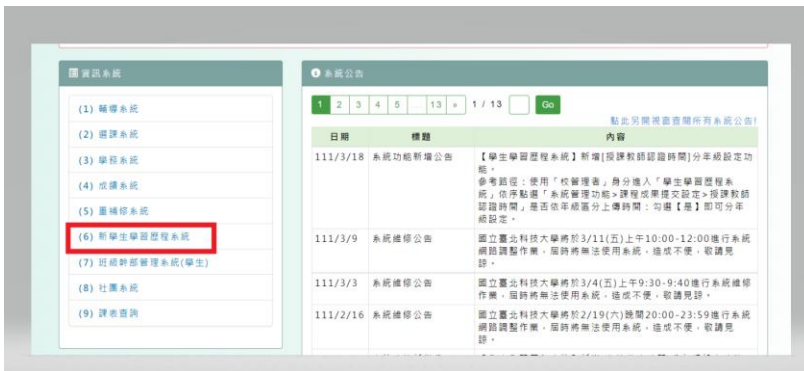 資訊系統
(1) 輔導系統
(2) 選課系統
(3) 學務系統
(4) 成績系統
(5) 重補修系統
(6) 新學生學習歷程系統
(7) 班級幹部管理系統(學生)
(8) 社團系統
(9) 課表查詢
系統公告
1 2 3 4 5 ... 13 » 1 / 13 Go
點此另開視窗查閱所有系統公告!
日期 標題 內容
111/3/18 系統功能新增公告 【學生學習歷程系統】新增[授課教師認證時間]分年級設定功
能。
參考路徑：使用「校管理者」身分進入「學生學習歷程系
統」依序點選「系統管理功能>課程成果提交設定>授課教師
認證時間」是否依年級區分上傳時間：勾選【是】即可分年
級設定。
111/3/9 系統維修公告 國立臺北科技大學將於3/11(五)上午10:00-12:00進行系統
網路調整作業，屆時將無法使用系統，造成不便，敬請見
諒。
111/3/3 系統維修公告 國立臺北科技大學將於3/4(五)上午9:30-9:40進行系統維修
作業，屆時將無法使用系統，造成不便，敬請見諒。
111/2/16 系統維修公告 國立臺北科技大學將於2/19(六)晚間20:00-23:59進行系統
網路調整作業，屆時將無法使用系統，造成不便，敬請見
諒。